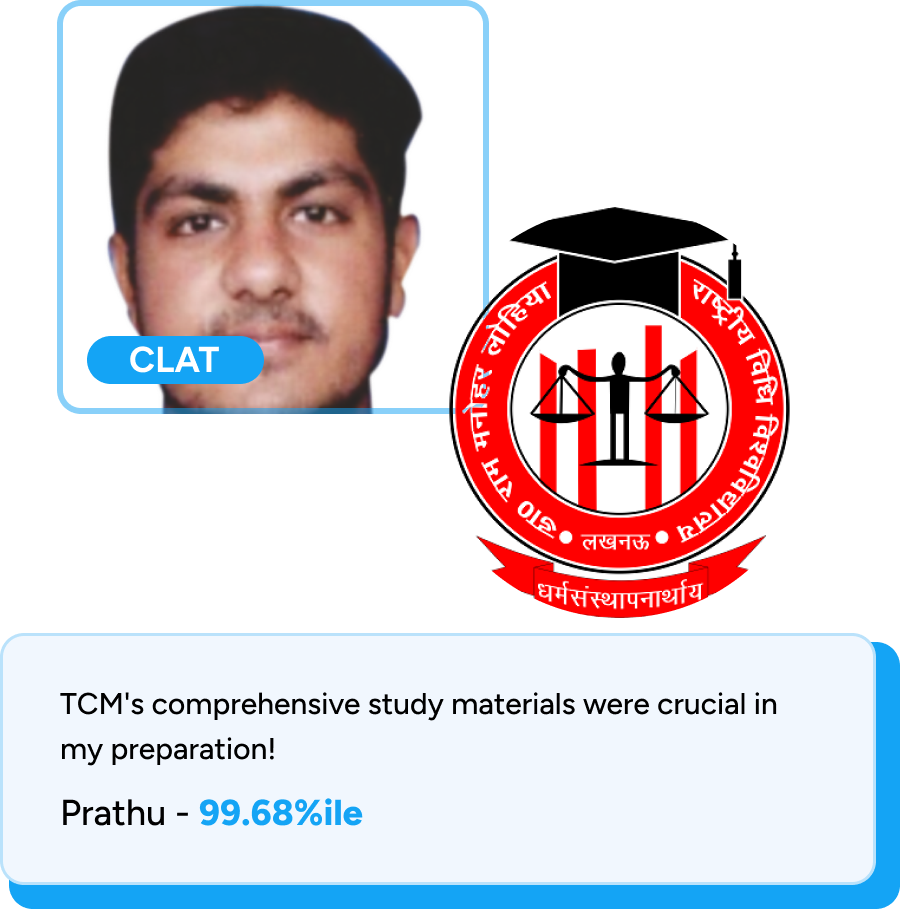 CLAT
डा0 राम मनोहर लोहिया
राष्ट्रीय विधि विश्वविद्यालय
लखनऊ
धर्मसंस्थापनार्थाय
TCM's comprehensive study materials were crucial in
my preparation!
Prathu - 99.68%ile